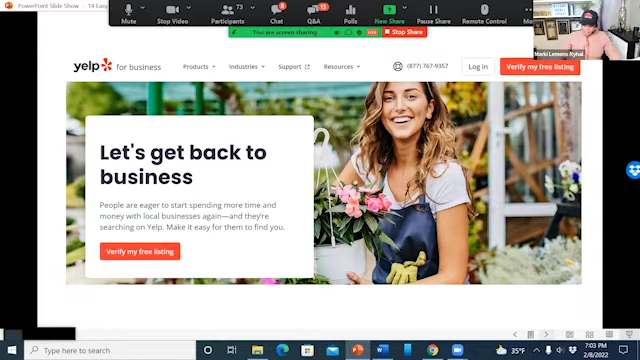 PowerPoint Slide Show
14 Easy
Mute
Stop Video
73
Participants
8
Chat
13
Q&A
Polls
New Share
Pause Share
Remote Control
More
You are screen sharing
LIVE
Stop Share
Marki Lemons Ryhal
yelp for business
Products
Industries
Support
Resources
(877) 767-9357
Log in
Verify my free listing
Let's get back to
business
People are eager to start spending more time and
money with local businesses again—and they're
searching on Yelp. Make it easy for them to find you.
Verify my free listing
Type here to search
35°F
7:03 PM
2/8/2022